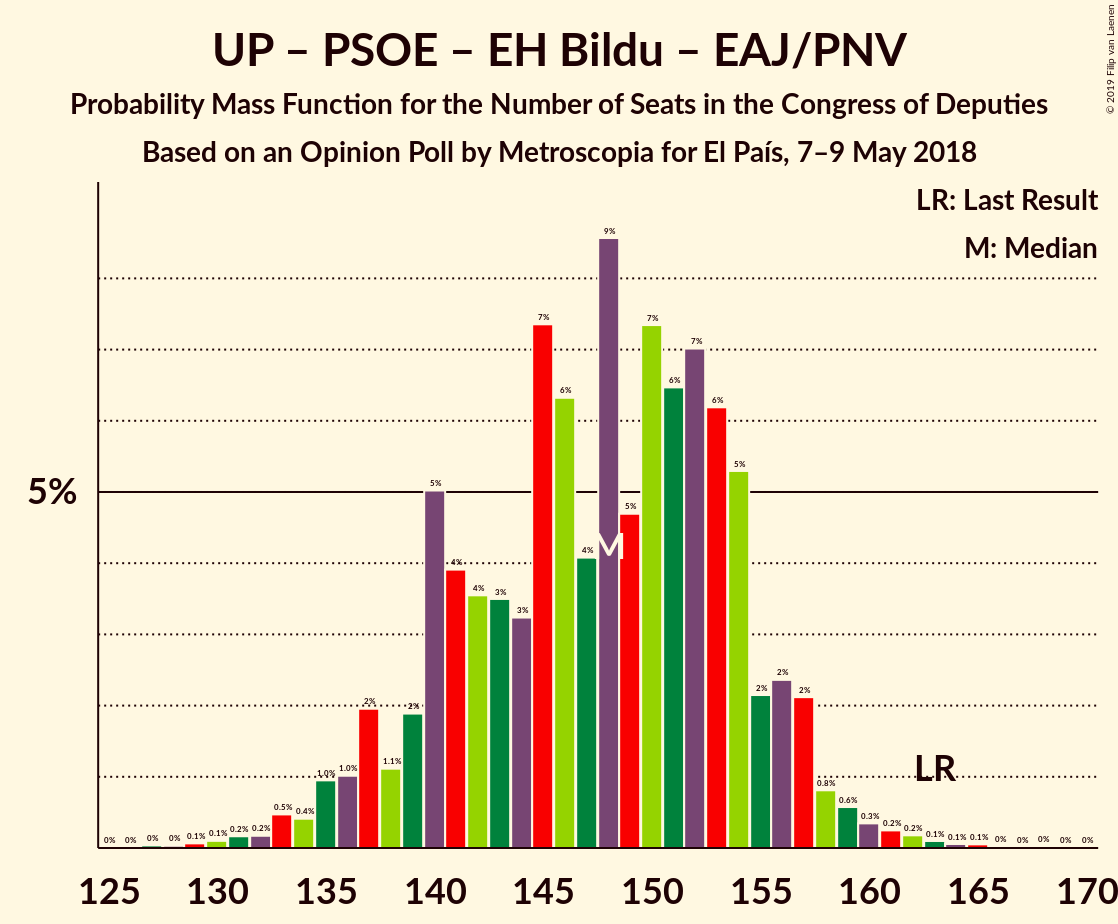 UP – PSOE – EH Bildu – EAJ/PNV
Probability Mass Function for the Number of Seats in the Congress of Deputies
Based on an Opinion Poll by Metroscopia for El País, 7–9 May 2018
© 2019 Filip van Laenen
LR: Last Result
M: Median
5%
0% 0% 0% 0% 0.1% 0.1% 0.2% 0.2% 0.5% 0.4% 1.0% 1.0% 2% 1.1% 2% 5% 4% 4% 3% 3% 7% 6% 4% 9% 5% 7% 6% 7% 6% 5% 2% 2% 2% 0.8% 0.6% 0.3% 0.2% 0.2% 0.1% 0.1% 0.1% 0% 0% 0% 0% 0%
M
LR
125 130 135 140 145 150 155 160 165 170